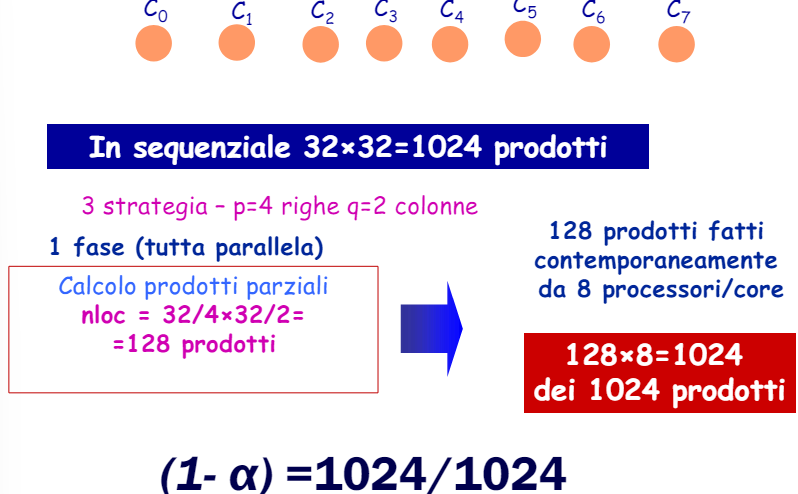 C0 C1 C2 C3 C4 C5 C6 C7
In sequenziale 32×32=1024 prodotti
3 strategia – p=4 righe q=2 colonne
1 fase (tutta parallela)
Calcolo prodotti parziali
nloc = 32/4×32/2=
=128 prodotti
128 prodotti fatti
contemporaneamente
da 8 processori/core
128×8=1024
dei 1024 prodotti
(1- α) =1024/1024